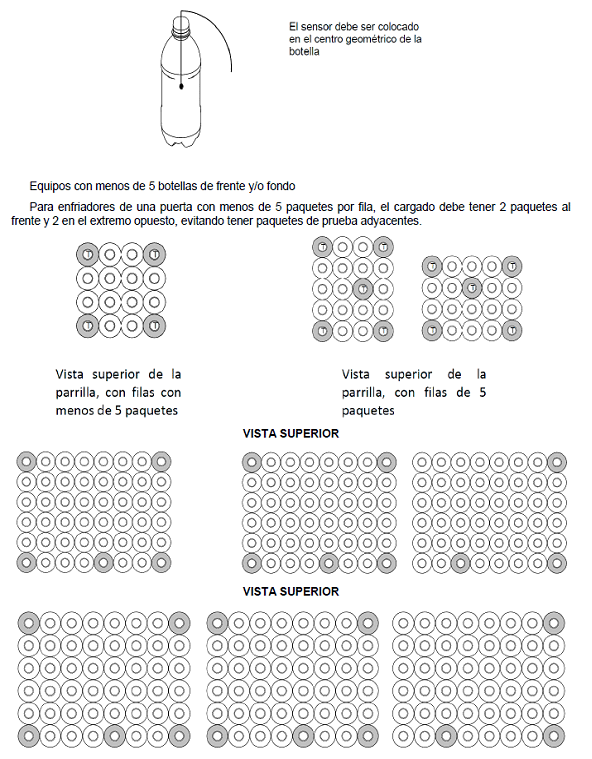 El sensor debe ser colocado
en el centro geométrico de la
botella
Equipos con menos de 5 botellas de frente y/o fondo
Para enfriadores de una puerta con menos de 5 paquetes por fila, el cargado debe tener 2 paquetes al
frente y 2 en el extremo opuesto, evitando tener paquetes de prueba adyacentes.
T T
T T
T T
T
T T
T T
T
T T
Vista superior de la
parrilla, con filas con
menos de 5 paquetes
Vista superior de la
parrilla, con filas de 5
paquetes
VISTA SUPERIOR
VISTA SUPERIOR